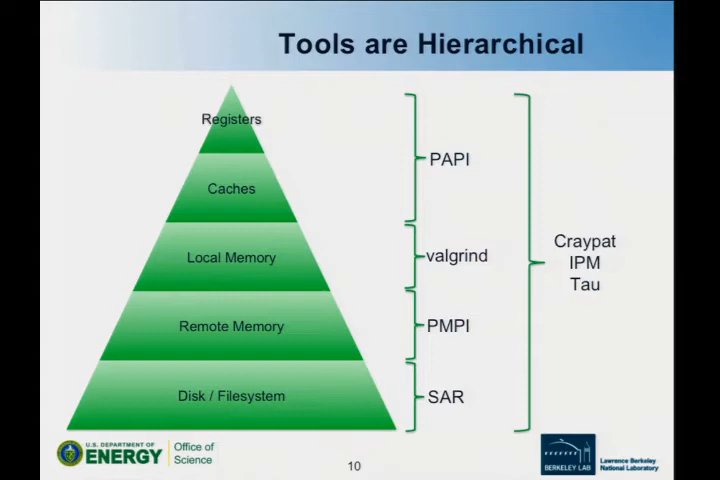 Tools are Hierarchical
Registers
Caches
Local Memory
Remote Memory
Disk / Filesystem
PAPI
valgrind
PMPI
SAR
Craypat
IPM
Tau
U.S. DEPARTMENT OF
ENERGY
Office of
Science
10
BERKELEY LAB
Lawrence Berkeley
National Laboratory